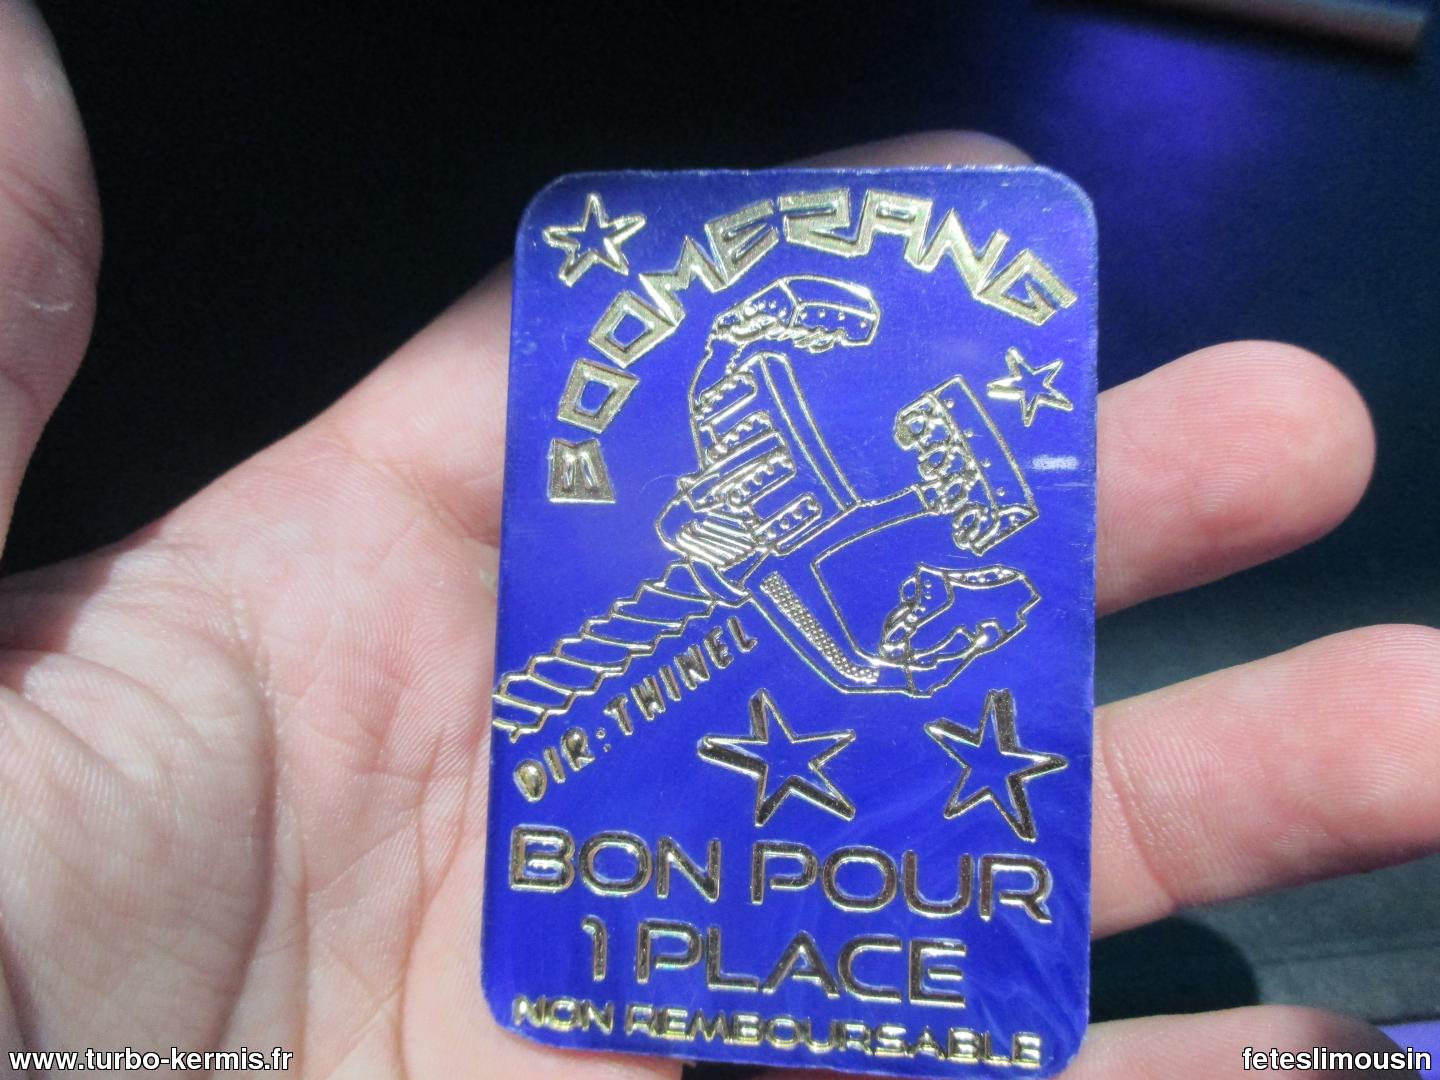 BOOMERANG
DIR: THINEL
BON POUR
1 PLACE
NON REMBOURSABLE
www.turbo-kermis.fr
feteslimousin